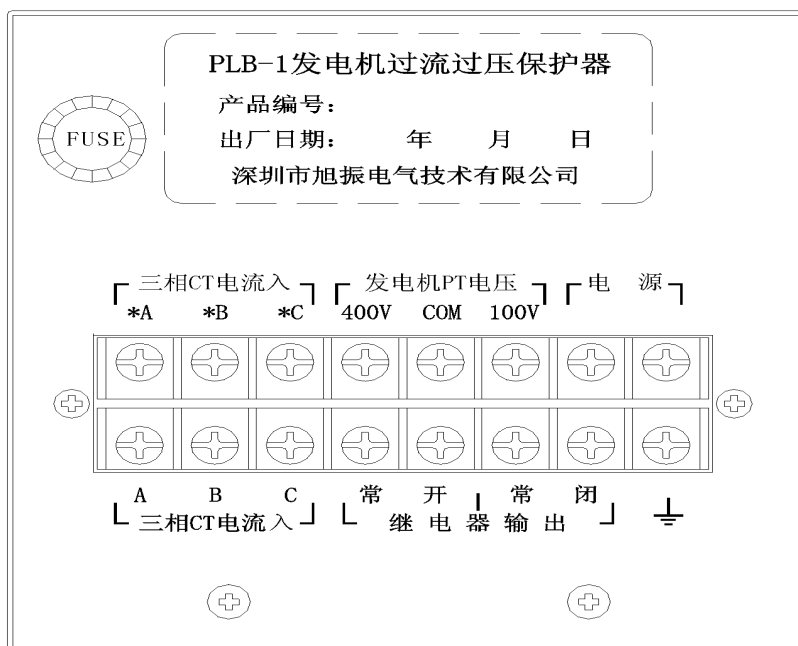 PLB-1发电机过流过压保护器
产品编号:
出厂日期: 年 月 日
深圳市旭振电气技术有限公司
FUSE
三相CT电流入 发电机PT电压 电 源
*A *B *C 400V COM 100V
A B C 常 开 常 闭
三相CT电流入 继 电 器 输 出